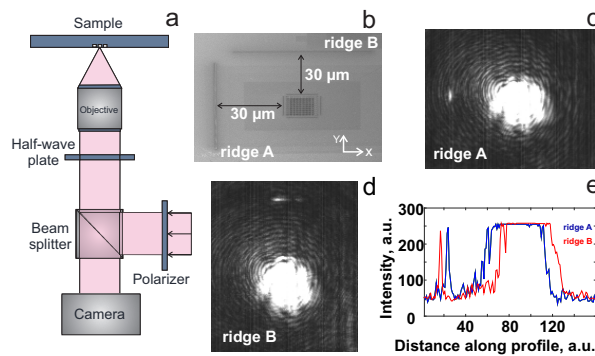 a
Sample
Objective
Half-wave
plate
Beam
splitter
Polarizer
Camera
b
ridge B
30 µm
30 µm
ridge A
Y
X
c
ridge A
d
ridge B
e
Intensity, a.u.
300
200
100
0
ridge A
ridge B
40
80
120
Distance along profile, a.u.